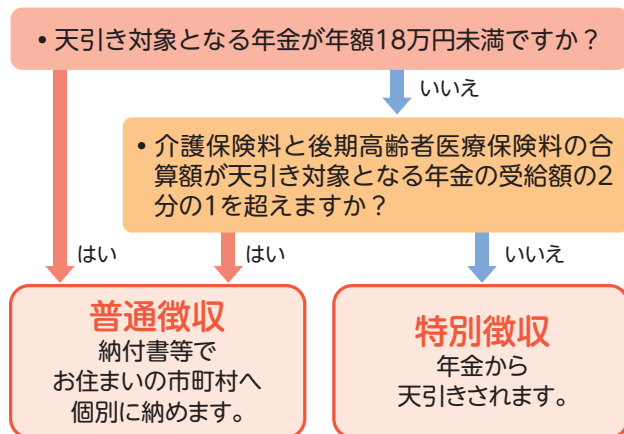 •天引き対象となる年金が年額18万円未満ですか？
いいえ
•介護保険料と後期高齢者医療保険料の合
算額が天引き対象となる年金の受給額の2
分の1を超えますか？
はい
はい
いいえ
普通徴収
納付書等で
お住まいの市町村へ
個別に納めます。
特別徴収
年金から
天引きされます。